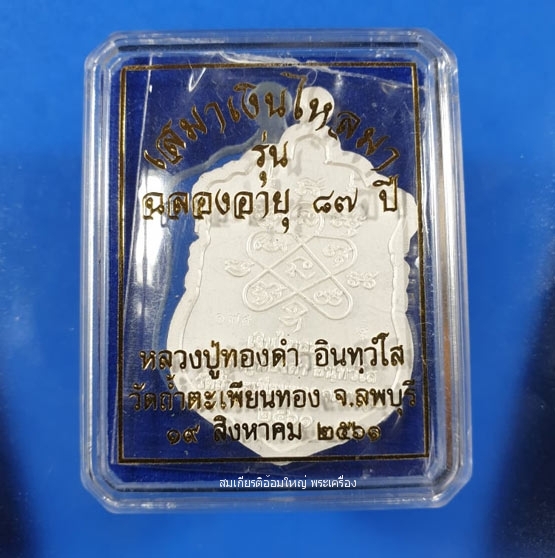 เสมาเงินไหลมา
รุ่น
ฉลองอายุ ๘๗ ปี
หลวงปู่ทองดำ อินฺทวํโส
วัดถ้ำตะเพียนทอง จ.ลพบุรี
๑๙ สิงหาคม ๒๕๖๑
สมเกียรติอ้อมใหญ่ พระเครื่อง